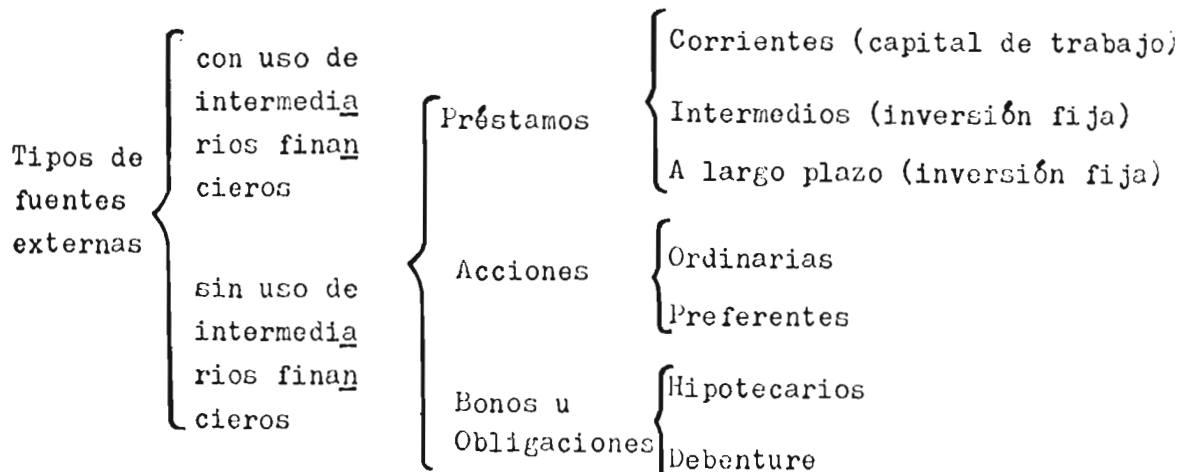 Tipos de
fuentes
externas
con uso de
intermedia
rios finan
cieros
sin uso de
intermedia
rios finan
cieros
Préstamos
Corrientes (capital de trabajo)
Intermedios (inversión fija)
A largo plazo (inversión fija)
Acciones
Ordinarias
Preferentes
Bonos u
Obligaciones
Hipotecarios
Debenture